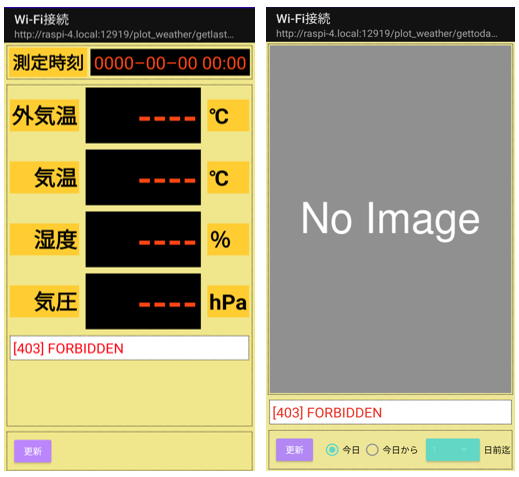 Wi-Fi接続
http://raspi-4.local:12919/plot_weather/getlast...
測定時刻 0000-00-00 00:00
外気温 ---- ℃
気温 ---- ℃
湿度 ---- %
気圧 ---- hPa
[403] FORBIDDEN
更新
Wi-Fi接続
http://raspi-4.local:12919/plot_weather/gettoda...
No Image
[403] FORBIDDEN
更新 今日 今日から 日前迄